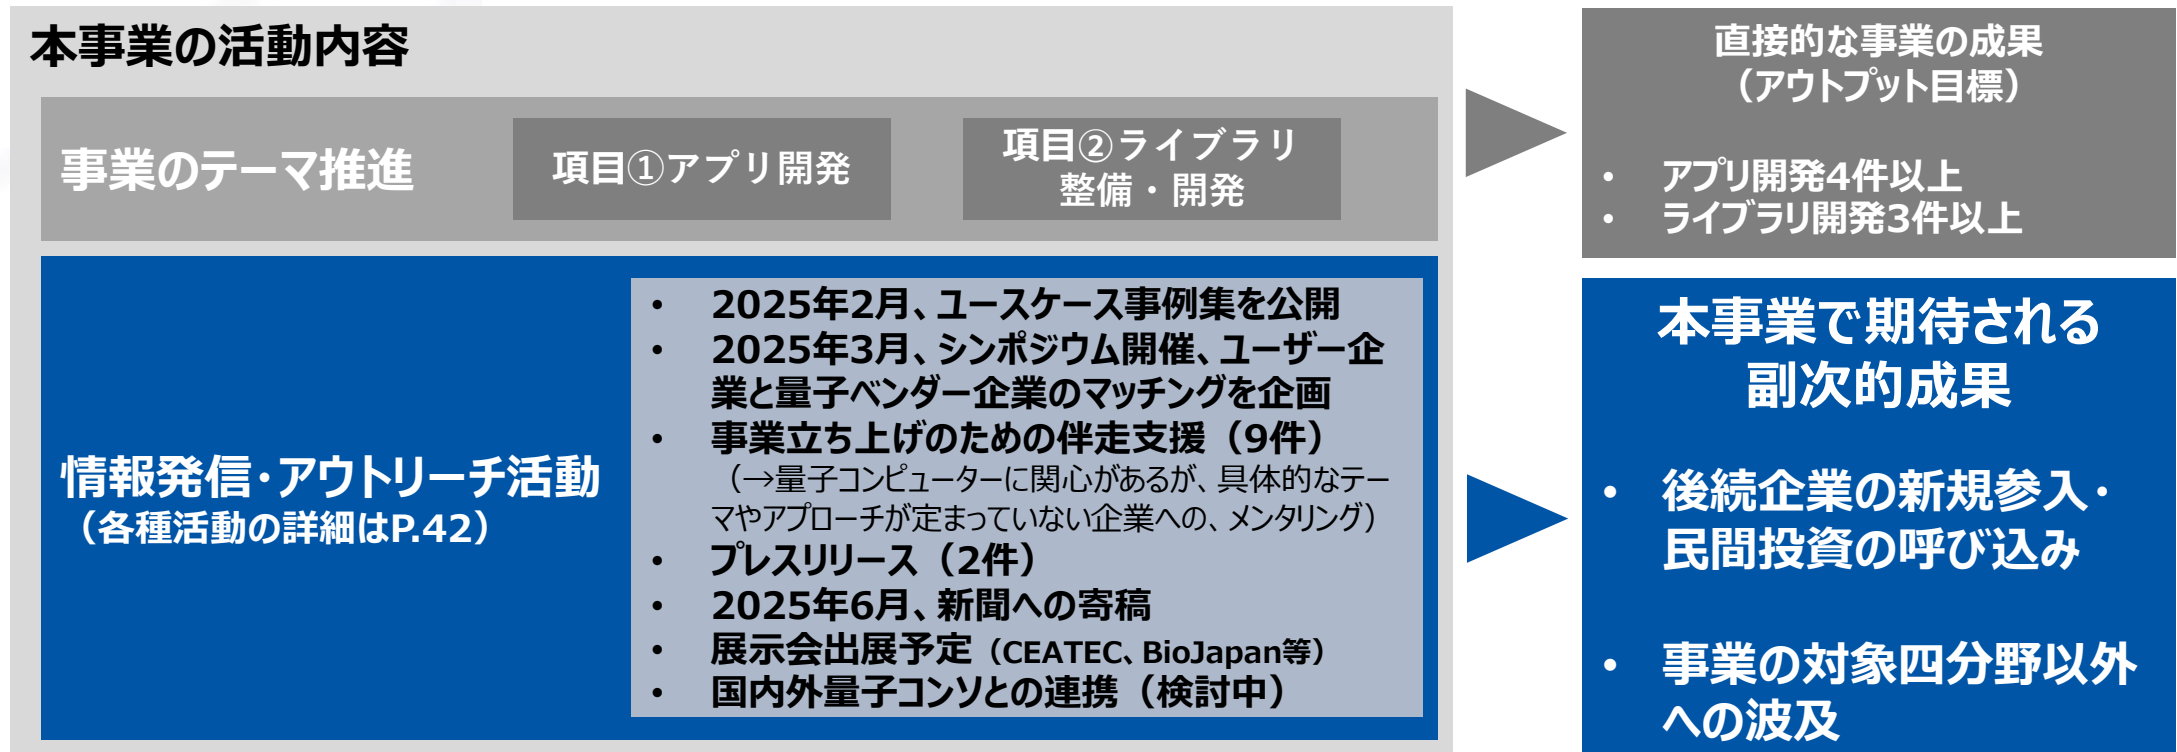 本事業の活動内容
事業のテーマ推進
項目①アプリ開発
項目②ライブラリ
整備・開発
情報発信・アウトリーチ活動
（各種活動の詳細はP.42）
• 2025年2月、ユースケース事例集を公開
• 2025年3月、シンポジウム開催、ユーザー企
業と量子ベンダー企業のマッチングを企画
• 事業立ち上げのための伴走支援（9件）
（→量子コンピューターに関心があるが、具体的なテー
マやアプローチが定まっていない企業への、メンタリング）
• プレスリリース（2件）
• 2025年6月、新聞への寄稿
• 展示会出展予定（CEATEC、BioJapan等）
• 国内外量子コンソとの連携（検討中）
直接的な事業の成果
（アウトプット目標）
• アプリ開発4件以上
• ライブラリ開発3件以上
本事業で期待される
副次的成果
• 後続企業の新規参入・
民間投資の呼び込み
• 事業の対象四分野以外
への波及